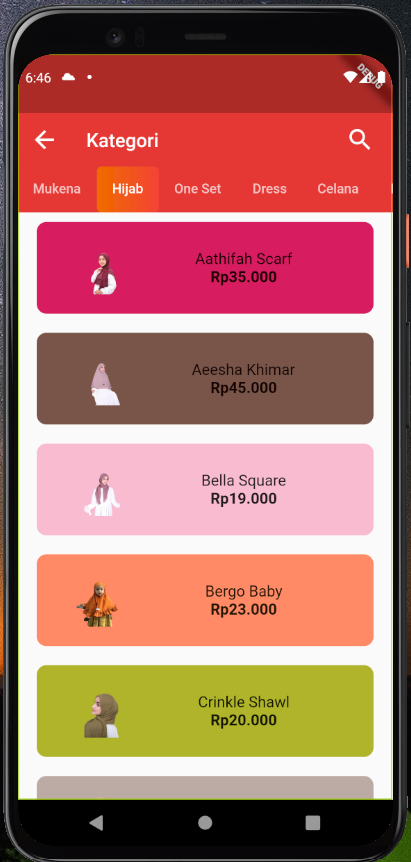 6:46
DEBUG
Kategori
Mukena Hijab One Set Dress Celana
Aathifah Scarf
Rp35.000
Aeesha Khimar
Rp45.000
Bella Square
Rp19.000
Bergo Baby
Rp23.000
Crinkle Shawl
Rp20.000